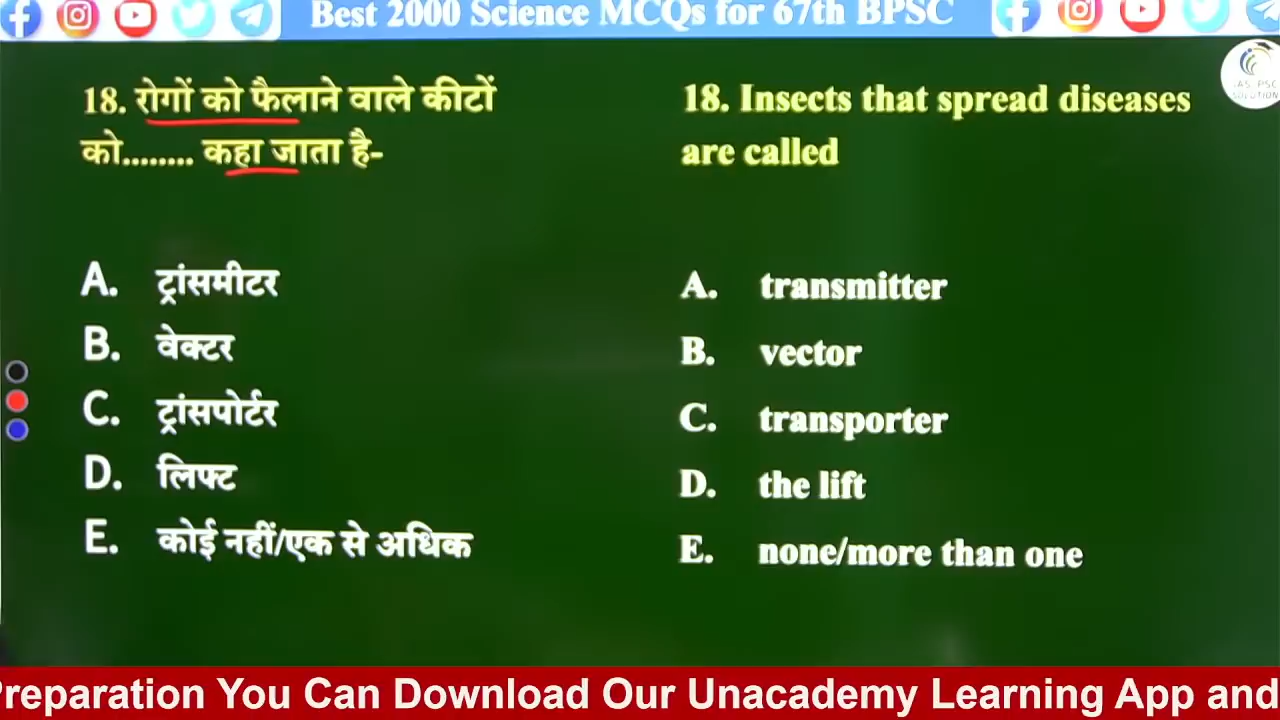 Best 2000 Science MCQs for 67th BPSC
18. रोगों को फैलाने वाले कीटों
को........ कहा जाता है-
A. ट्रांसमीटर
B. वेक्टर
C. ट्रांसपोर्टर
D. लिफ्ट
E. कोई नहीं/एक से अधिक
18. Insects that spread diseases
are called
A. transmitter
B. vector
C. transporter
D. the lift
E. none/more than one
Preparation You Can Download Our Unacademy Learning App and